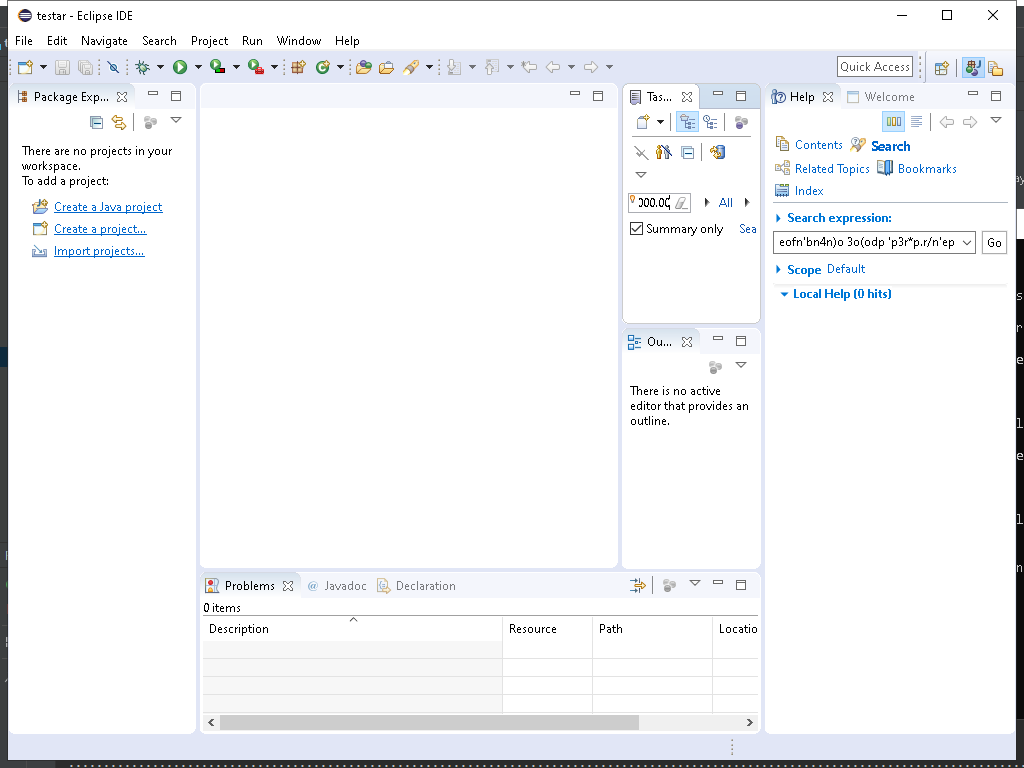 testar - Eclipse IDE
File Edit Navigate Search Project Run Window Help
Quick Access
Package Exp...
There are no projects in your
workspace.
To add a project:
Create a Java project
Create a project...
Import projects...
Tas...
000.00
All
Summary only Sea
Ou...
There is no active
editor that provides an
outline.
Help Welcome
Contents Search
Related Topics Bookmarks
Index
Search expression:
eofn'bn4n)o 3o(odp 'p3r*p.r/n'ep Go
Scope Default
Local Help (0 hits)
Problems @ Javadoc Declaration
0 items
Description Resource Path Locatio